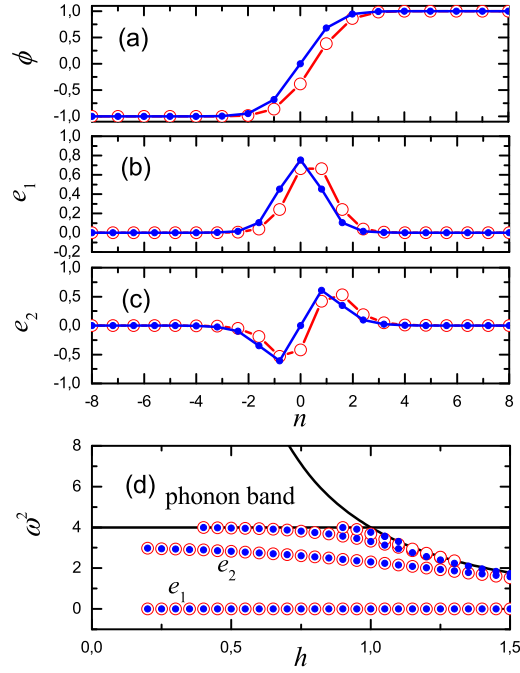 1,0
0,5
0,0
-0,5
-1,0
ϕ
(a)
1,0
0,8
0,6
0,4
0,2
0,0
-0,2
e1
(b)
1,0
0,5
0,0
-0,5
-1,0
e2
(c)
-8 -6 -4 -2 0 2 4 6 8
n
8
6
4
2
0
ω2
(d)
phonon band
e2
e1
0,0 0,5 1,0 1,5
h